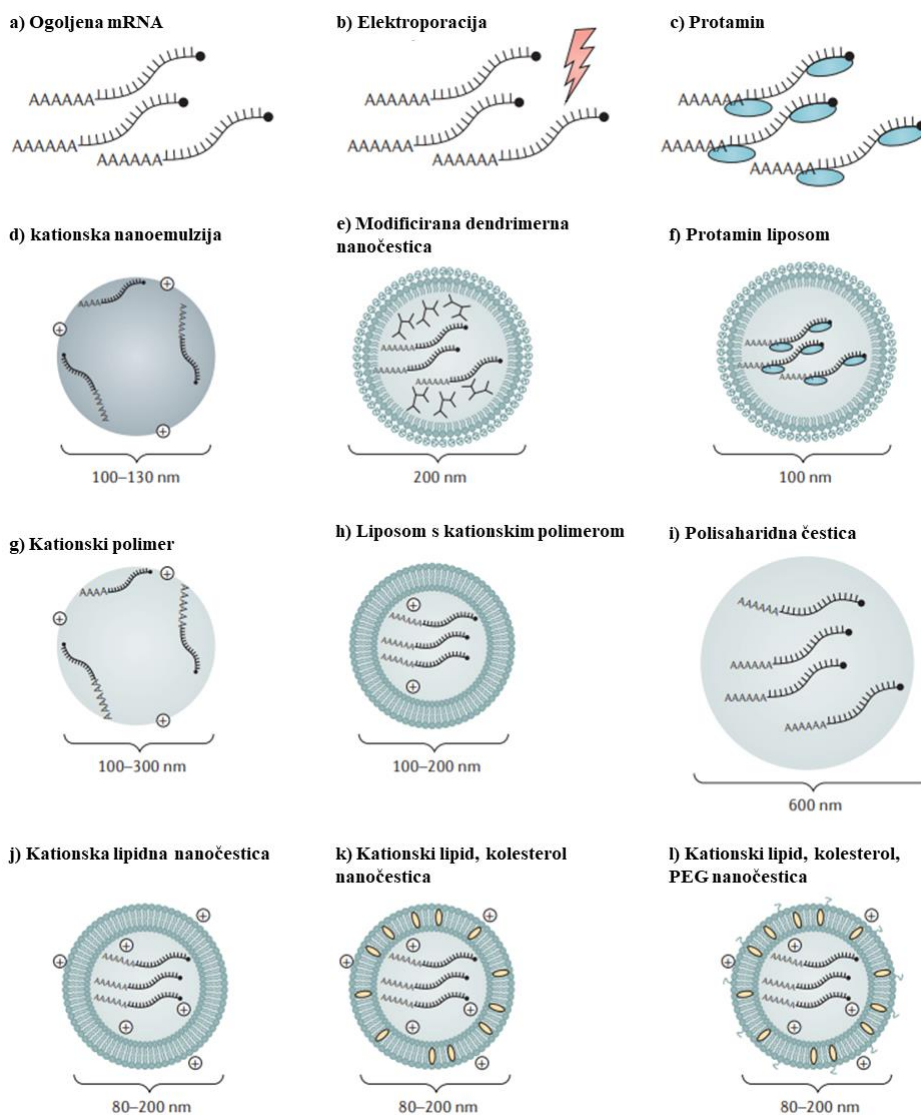 a) Ogoljena mRNA
b) Elektroporacija
c) Protamin
AAAAAA
AAAAAA
AAAAAA
AAAAAA
AAAAAA
AAAAAA
AAAAAA
AAAAAA
AAAAAA
d) kationska nanoemulzija
e) Modificirana dendrimerna
nanočestica
f) Protamin liposom
100–130 nm
200 nm
100 nm
g) Kationski polimer
h) Liposom s kationskim polimerom
i) Polisaharidna čestica
100–300 nm
100–200 nm
600 nm
j) Kationska lipidna nanočestica
k) Kationski lipid, kolesterol
nanočestica
l) Kationski lipid, kolesterol,
PEG nanočestica
80–200 nm
80–200 nm
80–200 nm